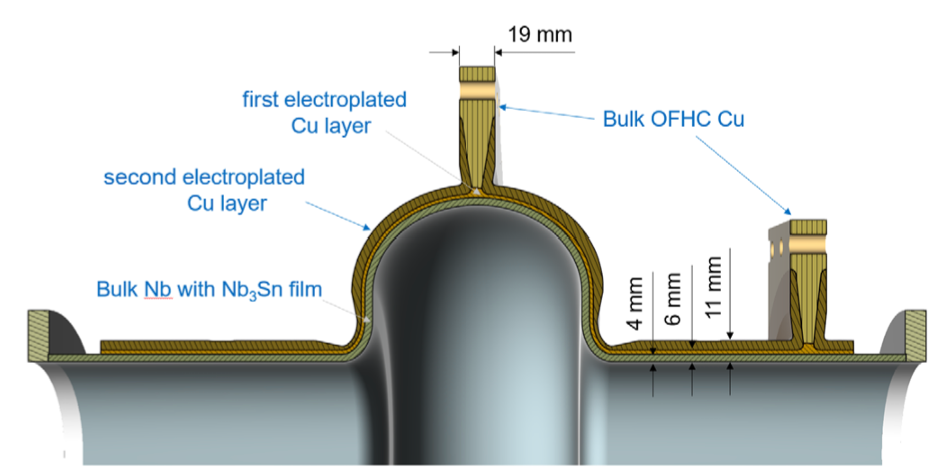 19 mm
first electroplated
Cu layer
Bulk OFHC Cu
second electroplated
Cu layer
Bulk Nb with Nb₃Sn film
4 mm
6 mm
11 mm